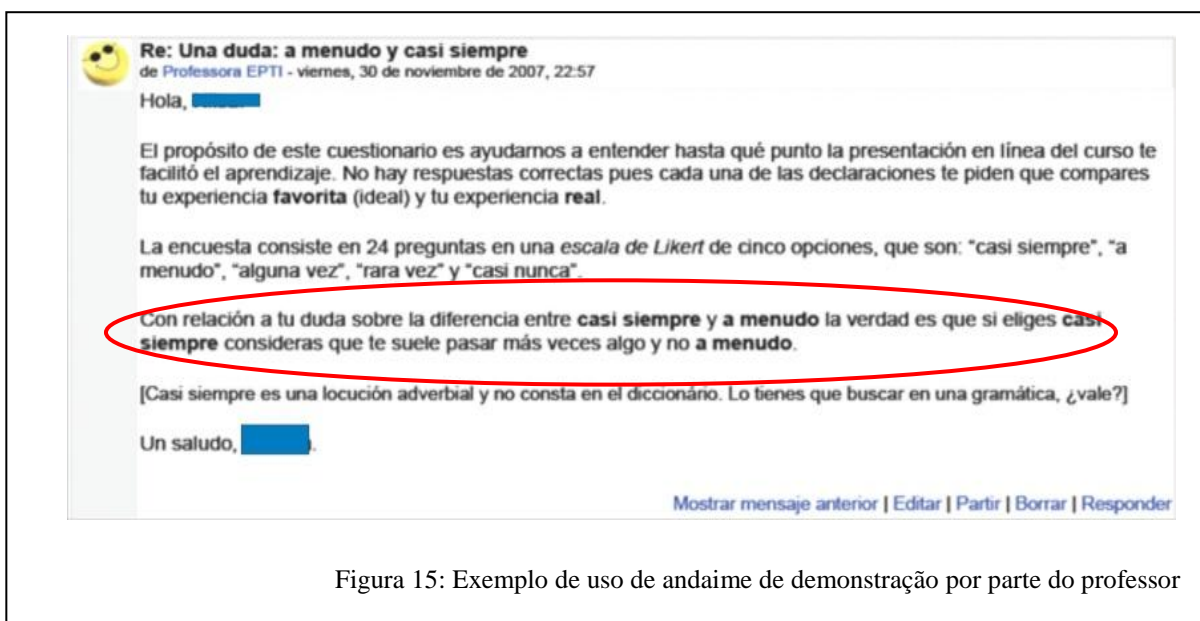 Re: Una duda: a menudo y casi siempre
de Professora EPTI - viernes, 30 de noviembre de 2007, 22:57
Hola,
El propósito de este cuestionario es ayudarnos a entender hasta qué punto la presentación en línea del curso te
facilitó el aprendizaje. No hay respuestas correctas pues cada una de las declaraciones te piden que compares
tu experiencia favorita (ideal) y tu experiencia real.
La encuesta consiste en 24 preguntas en una escala de Likert de cinco opciones, que son: “casi siempre”, “a
menudo”, “alguna vez”, “rara vez” y “casi nunca”.
Con relación a tu duda sobre la diferencia entre casi siempre y a menudo la verdad es que si eliges casi
siempre consideras que te suele pasar más veces algo y no a menudo.
[Casi siempre es una locución adverbial y no consta en el diccionário. Lo tienes que buscar en una gramática, ¿vale?]
Un saludo, .
Mostrar mensaje anterior | Editar | Partir | Borrar | Responder
Figura 15: Exemplo de uso de andaime de demonstração por parte do professor